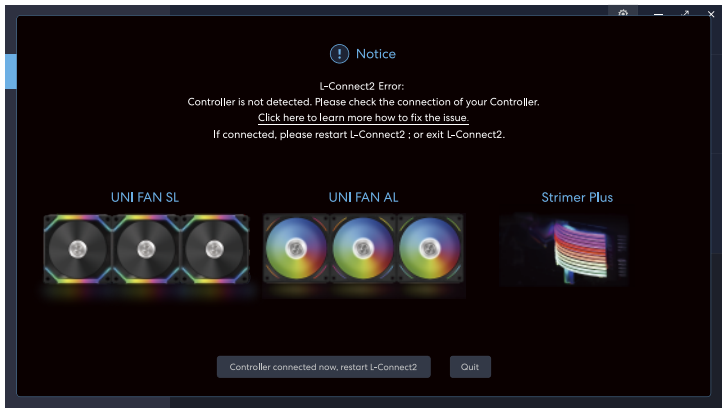 Notice
L-Connect2 Error:
Controller is not detected. Please check the connection of your Controller.
Click here to learn more how to fix the issue.
If connected, please restart L-Connect2 ; or exit L-Connect2.
UNI FAN SL
UNI FAN AL
Strimer Plus
Controller connected now, restart L-Connect2
Quit